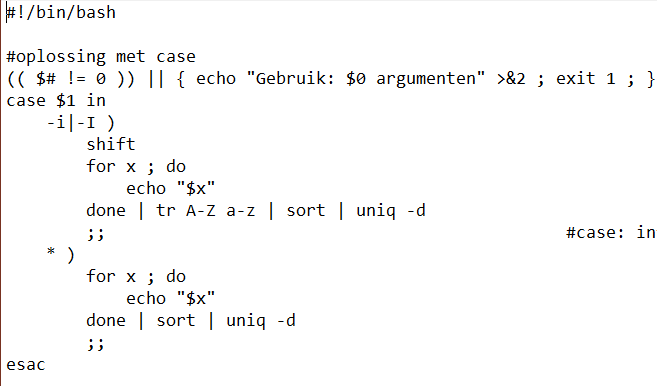 #!/bin/bash

#oplossing met case
(( $# != 0 )) || { echo "Gebruik: $0 argumenten" >&2 ; exit 1 ; }
case $1 in
    -i|-I )
        shift
        for x ; do
            echo "$x"
        done | tr A-Z a-z | sort | uniq -d
        ;;                                              #case: in
    * )
        for x ; do
            echo "$x"
        done | sort | uniq -d
        ;;
esac